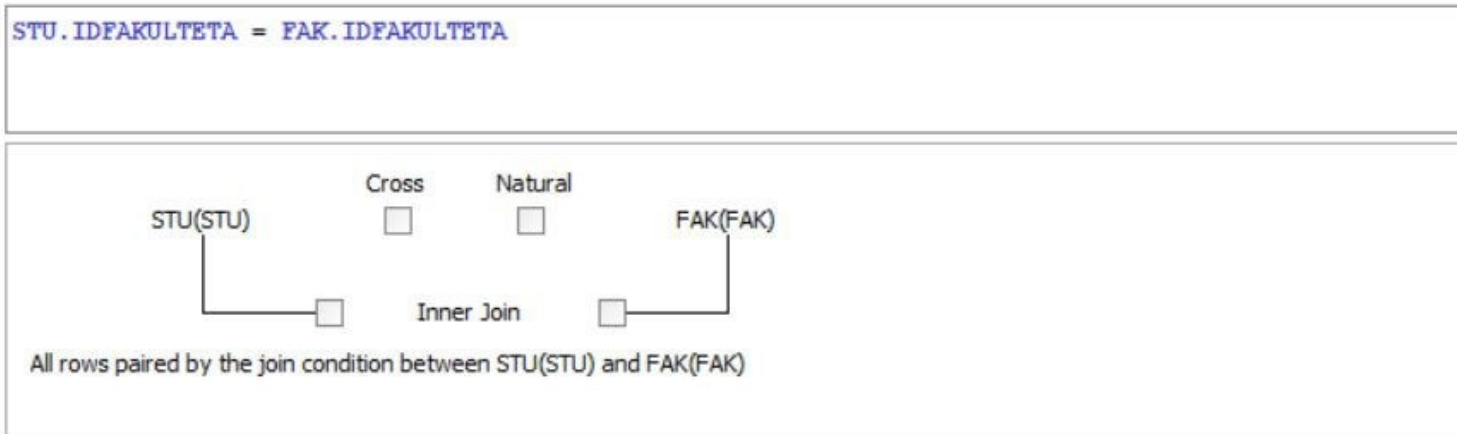 STU.IDFAKULTETA = FAK.IDFAKULTETA
Cross Natural
STU(STU) FAK(FAK)
Inner Join
All rows paired by the join condition between STU(STU) and FAK(FAK)